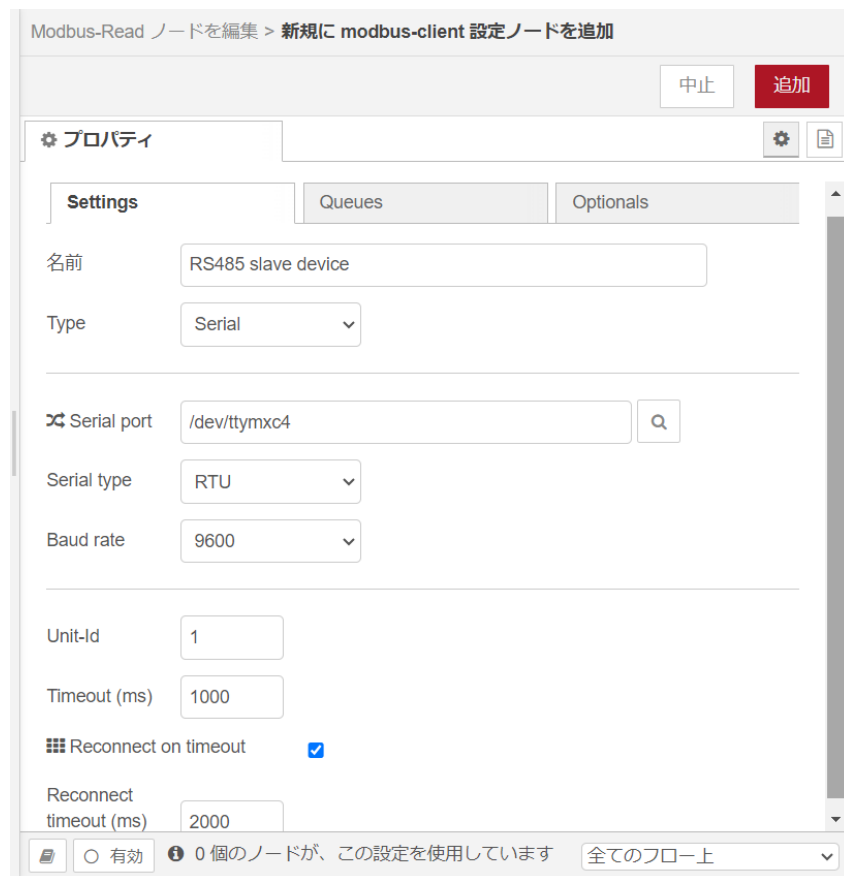 Modbus-Read ノードを編集 > 新規に modbus-client 設定ノードを追加
中止 追加
プロパティ
Settings Queues Optionals
名前 RS485 slave device
Type Serial
Serial port /dev/ttymxc4
Serial type RTU
Baud rate 9600
Unit-Id 1
Timeout (ms) 1000
Reconnect on timeout
Reconnect
timeout (ms) 2000
有効 0 個のノードが、この設定を使用しています 全てのフロー上